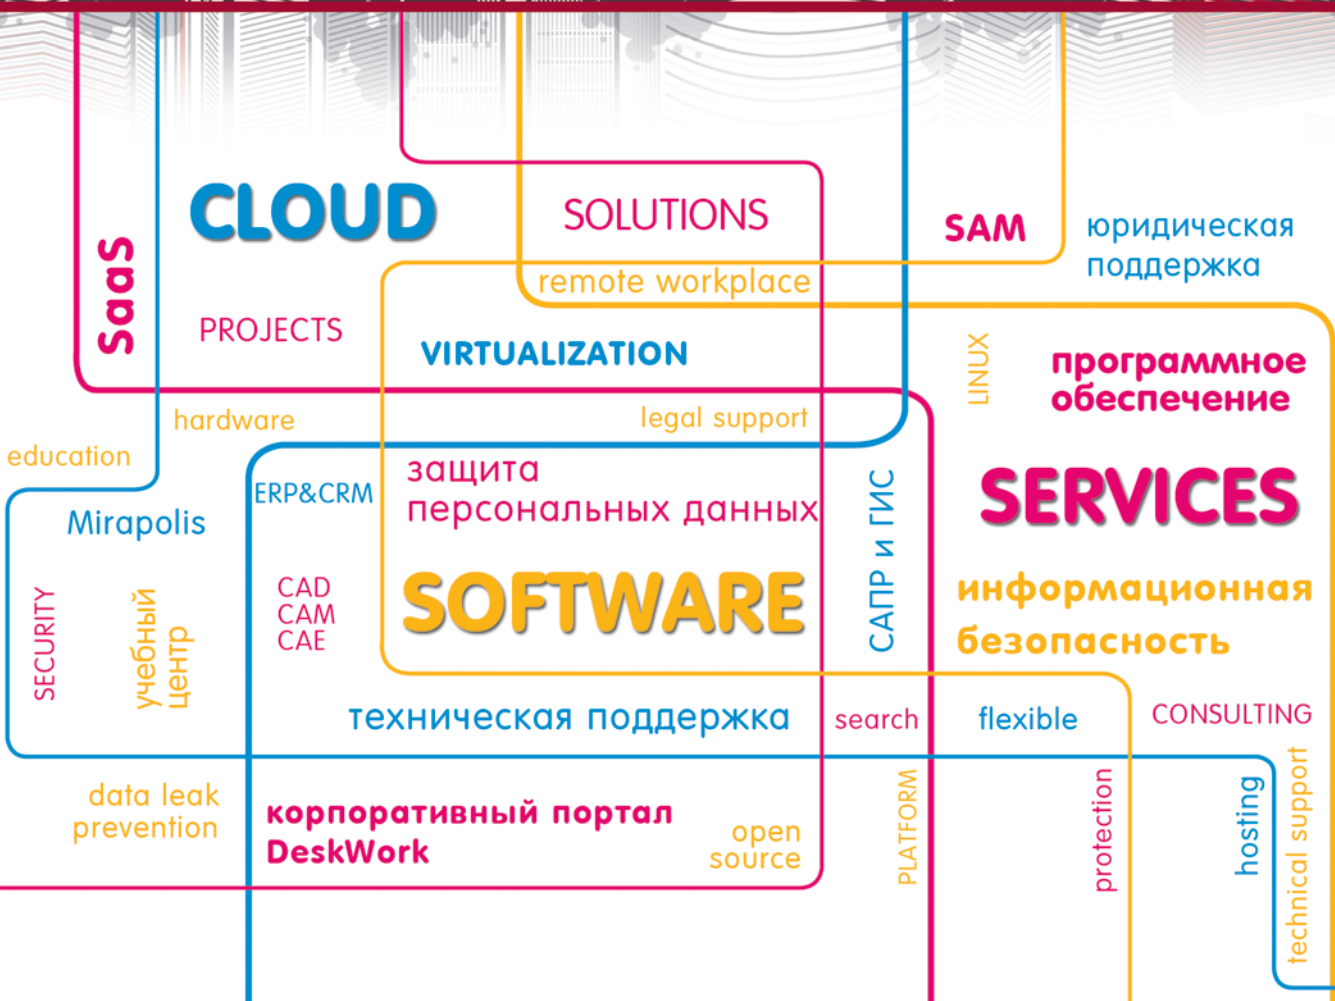 CLOUD
SOLUTIONS
SAM
юридическая
поддержка
SaaS
remote workplace
PROJECTS
VIRTUALIZATION
LINUX
программное
обеспечение
hardware
legal support
education
защита
персональных данных
ERP&CRM
САПР и ГИС
SERVICES
Mirapolis
SECURITY
учебный
центр
CAD
CAM
CAE
SOFTWARE
информационная
безопасность
техническая поддержка
search
flexible
CONSULTING
data leak
prevention
корпоративный портал
DeskWork
open
source
PLATFORM
protection
hosting
technical support